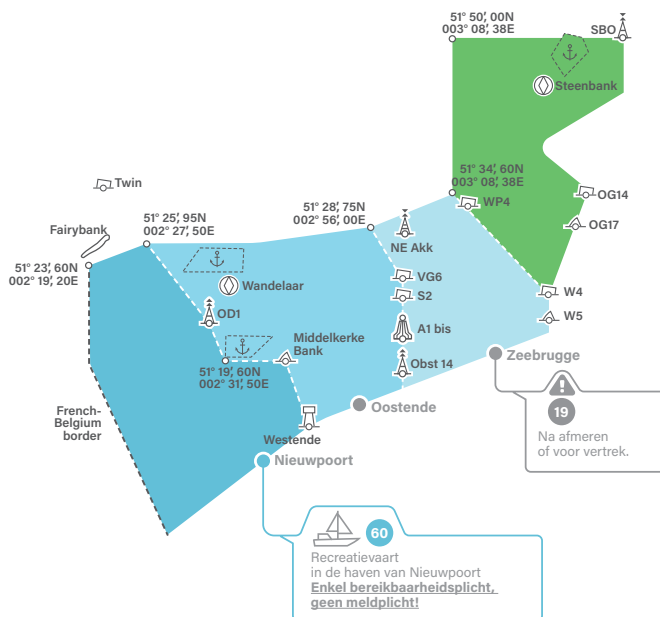 51° 50,' 00N
003° 08,' 38E
SBO
Steenbank
51° 34,' 60N
003° 08,' 38E
OG14
WP4
OG17
Twin
51° 25,' 95N
002° 27,' 50E
51° 28,' 75N
002° 56,' 00E
Fairybank
NE Akk
51° 23,' 60N
002° 19,' 20E
VG6
Wandelaar
S2
W4
OD1
W5
A1 bis
Middelkerke
Bank
Obst 14
Zeebrugge
51° 19,' 60N
002° 31,' 50E
French-
Belgium
border
Oostende
19
Na afmeren
of voor vertrek.
Westende
Nieuwpoort
60
Recreatievaart
in de haven van Nieuwpoort
Enkel bereikbaarheidsplicht,
geen meldplicht!